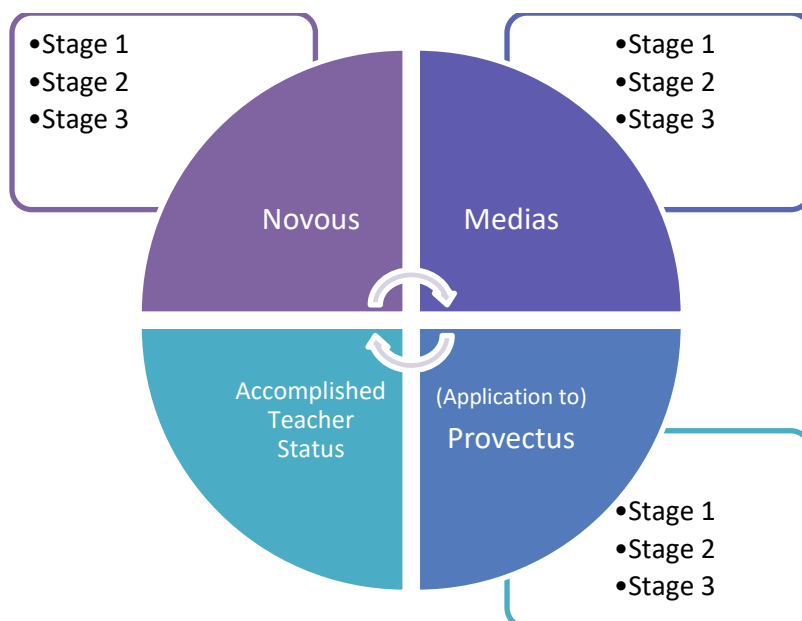 •Stage 1
•Stage 2
•Stage 3
•Stage 1
•Stage 2
•Stage 3
Novous
Medias
Accomplished
Teacher
Status
(Application to)
Provectus
•Stage 1
•Stage 2
•Stage 3